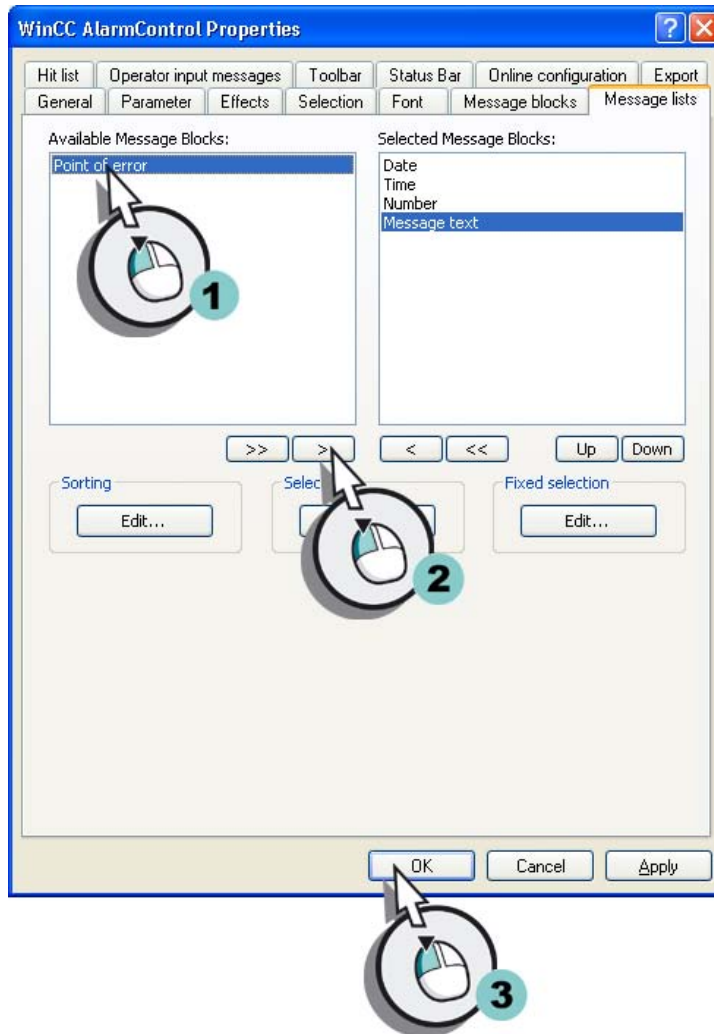 WinCC AlarmControl Properties
Hit list Operator input messages Toolbar Status Bar Online configuration Export
General Parameter Effects Selection Font Message blocks Message lists
Available Message Blocks: Selected Message Blocks:
Point of error
Date
Time
Number
Message text
1
>> > < << Up Down
Sorting Selec Fixed selection
Edit... Edit...
2
OK Cancel Apply
3